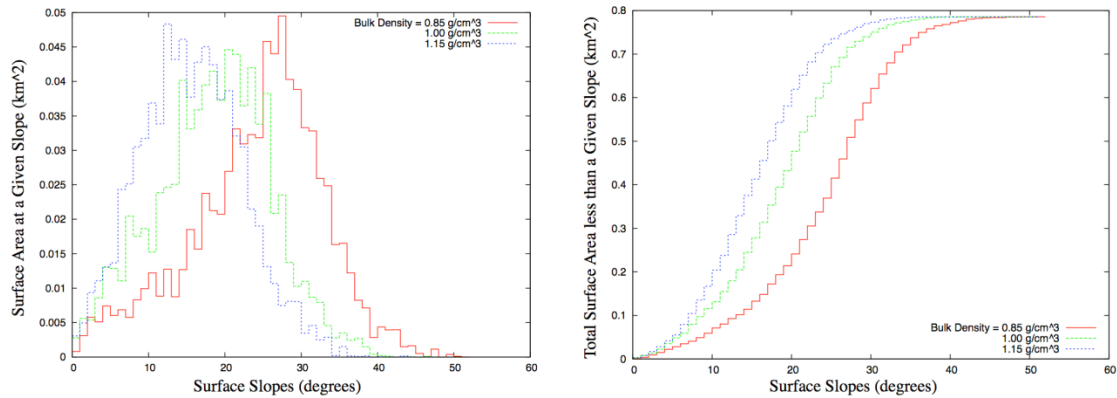 Surface Area at a Given Slope (km^2)
0.05
0.045
0.04
0.035
0.03
0.025
0.02
0.015
0.01
0.005
0
Bulk Density = 0.85 g/cm^3
1.00 g/cm^3
1.15 g/cm^3
0 10 20 30 40 50 60
Surface Slopes (degrees)
Total Surface Area less than a Given Slope (km^2)
0.8
0.7
0.6
0.5
0.4
0.3
0.2
0.1
0
Bulk Density = 0.85 g/cm^3
1.00 g/cm^3
1.15 g/cm^3
0 10 20 30 40 50 60
Surface Slopes (degrees)